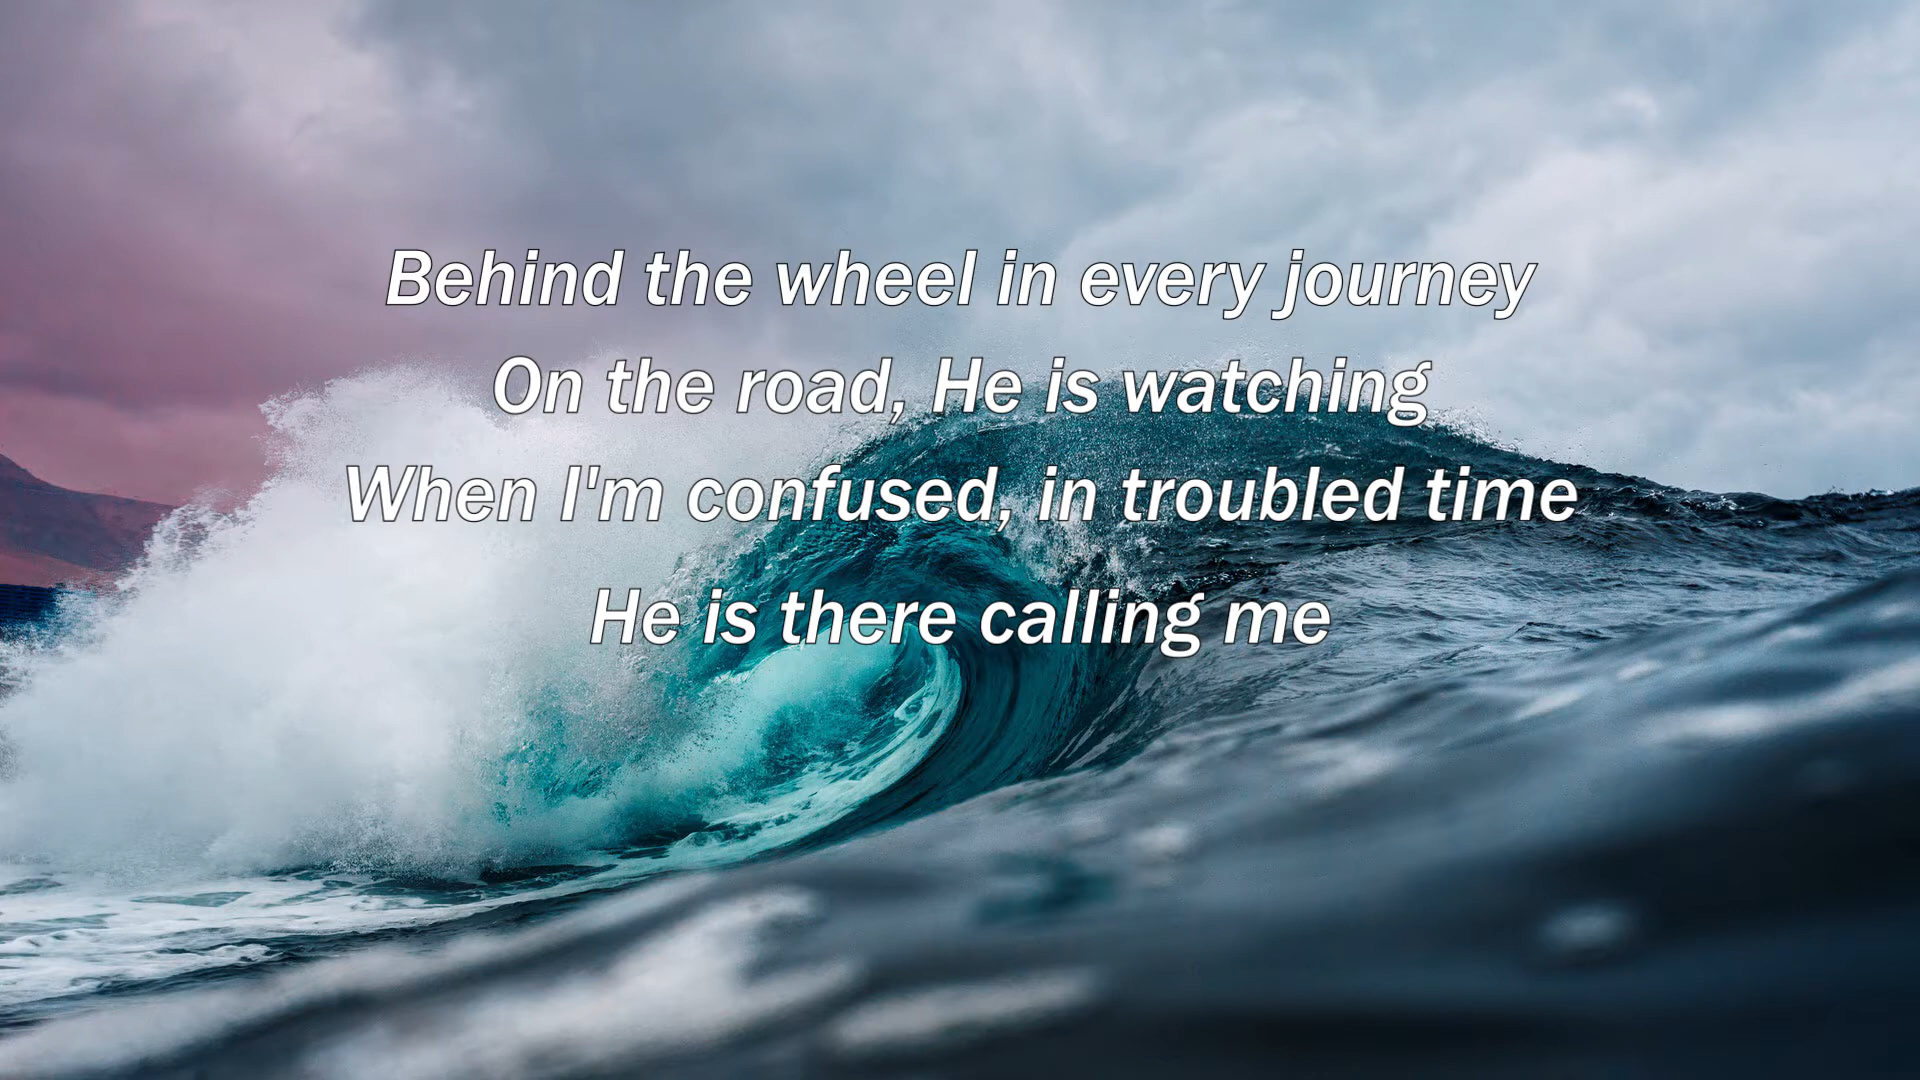 Behind the wheel in every journey
On the road, He is watching
When I'm confused, in troubled time
He is there calling me